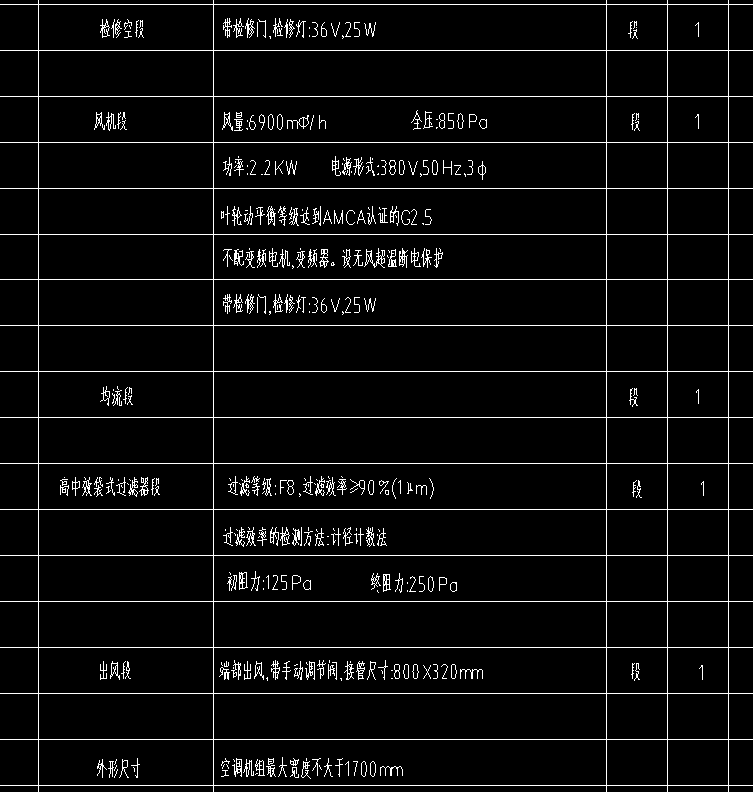 检修空段 带检修门,检修灯:36V,25W 段 1
风机段 风量:6900mФ/h 全压:850Pa 段 1
功率:2.2KW 电源形式:380V,50Hz,3φ
叶轮动平衡等级达到AMCA认证的G2.5
不配变频电机,变频器。设无风超温断电保护
带检修门,检修灯:36V,25W
均流段 段 1
高中效袋式过滤器段 过滤等级:F8,过滤效率≥90%(1μm) 段 1
过滤效率的检测方法:计径计数法
初阻力:125Pa 终阻力:250Pa
出风段 端部出风,带手动调节阀,接管尺寸:800X320mm 段 1
外形尺寸 空调机组最大宽度不大于1700mm